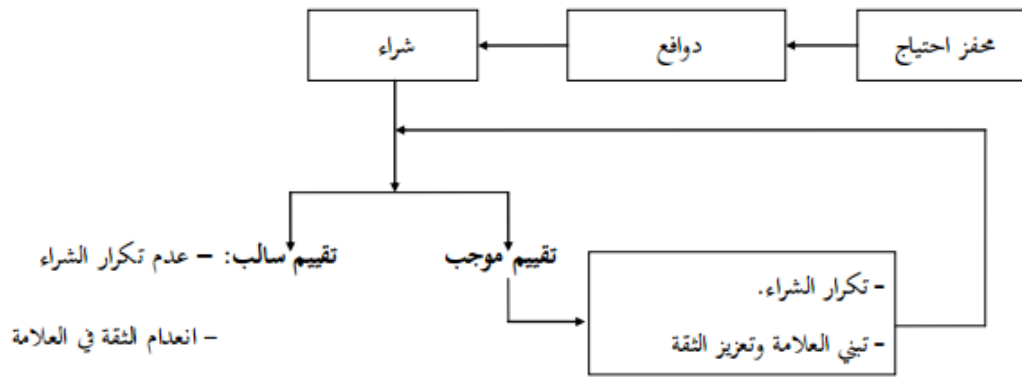 محفز احتياج
دوافع
شراء
تقييم موجب
تقييم سالب: – عدم تكرار الشراء
– انعدام الثقة في العلامة
- تكرار الشراء.
- تبني العلامة وتعزيز الثقة